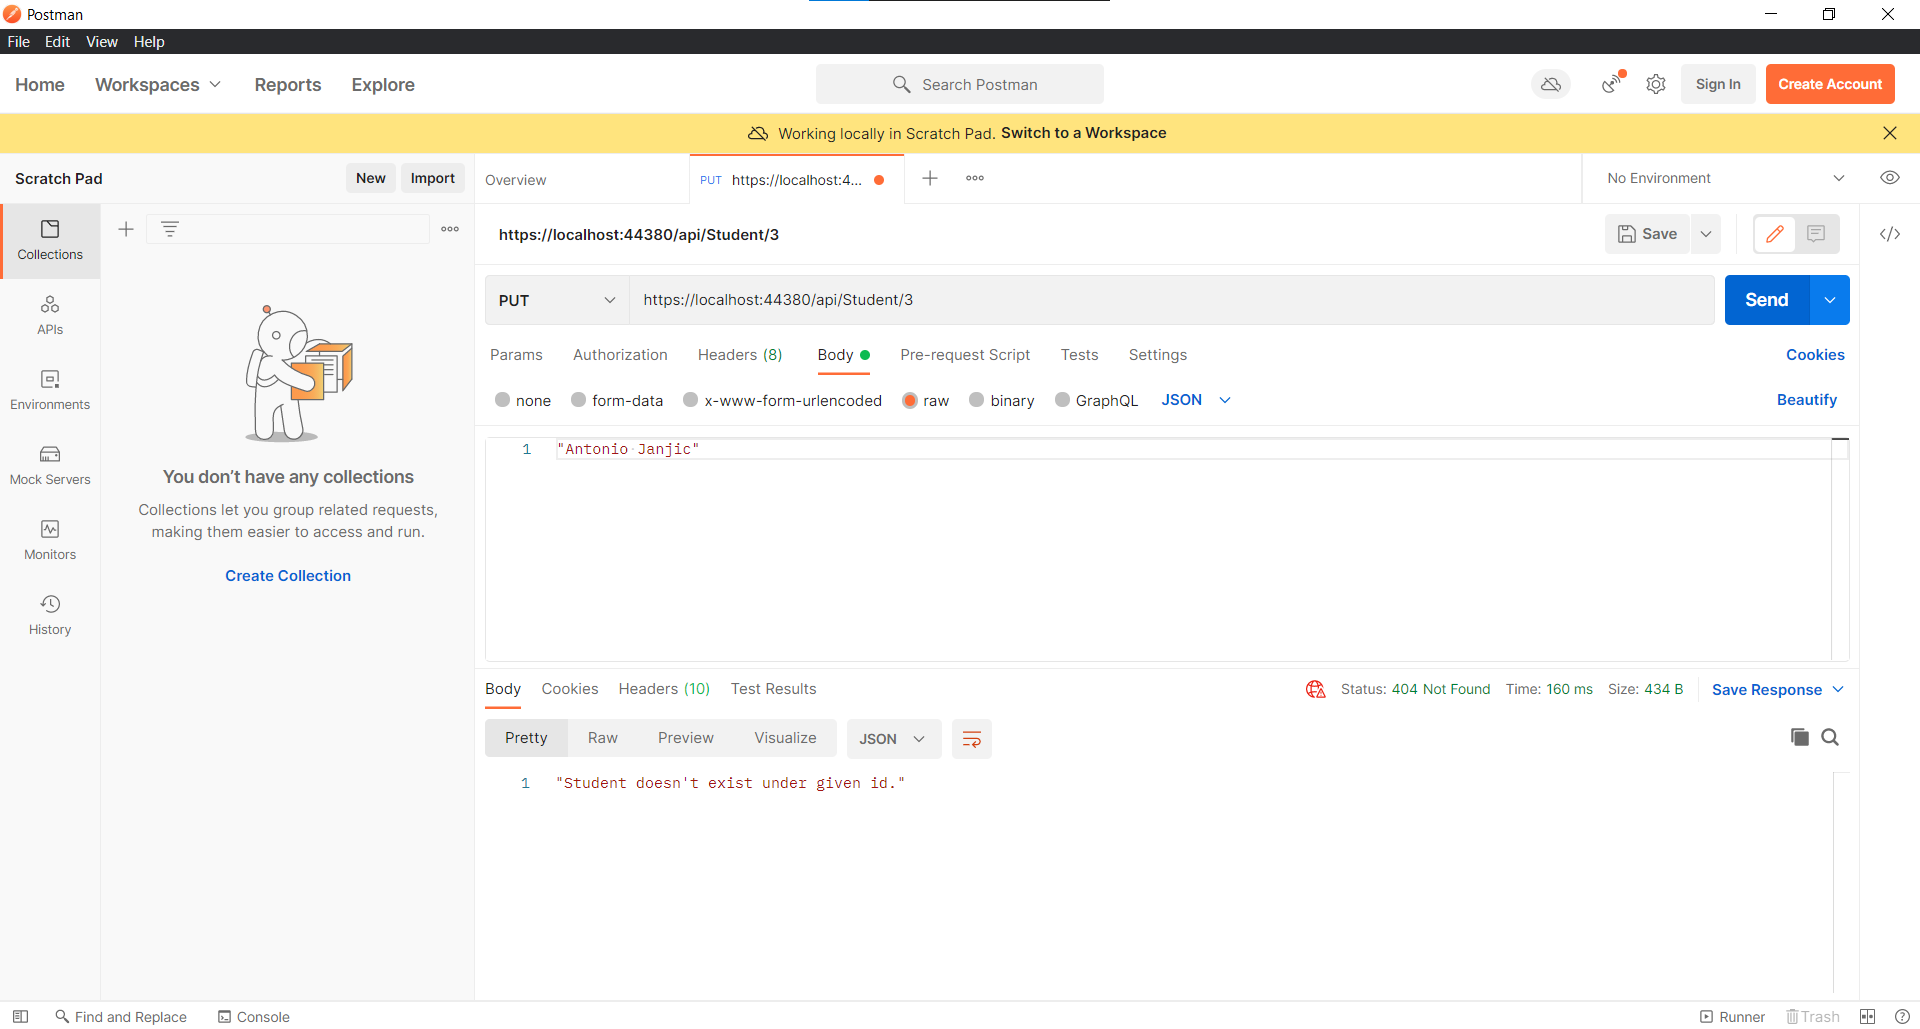 Postman
File Edit View Help
Home Workspaces Reports Explore
Search Postman
Sign In Create Account
Working locally in Scratch Pad. Switch to a Workspace
Scratch Pad New Import
Overview PUT https://localhost:4... No Environment
Collections
APIs
Environments
Mock Servers
Monitors
History
You don’t have any collections
Collections let you group related requests,
making them easier to access and run.
Create Collection
https://localhost:44380/api/Student/3
Save
PUT https://localhost:44380/api/Student/3 Send
Params Authorization Headers (8) Body Pre-request Script Tests Settings Cookies
none form-data x-www-form-urlencoded raw binary GraphQL JSON Beautify
1 "Antonio Janjic"
Body Cookies Headers (10) Test Results Status: 404 Not Found Time: 160 ms Size: 434 B Save Response
Pretty Raw Preview Visualize JSON
1 "Student doesn't exist under given id."
Find and Replace Console Runner Trash